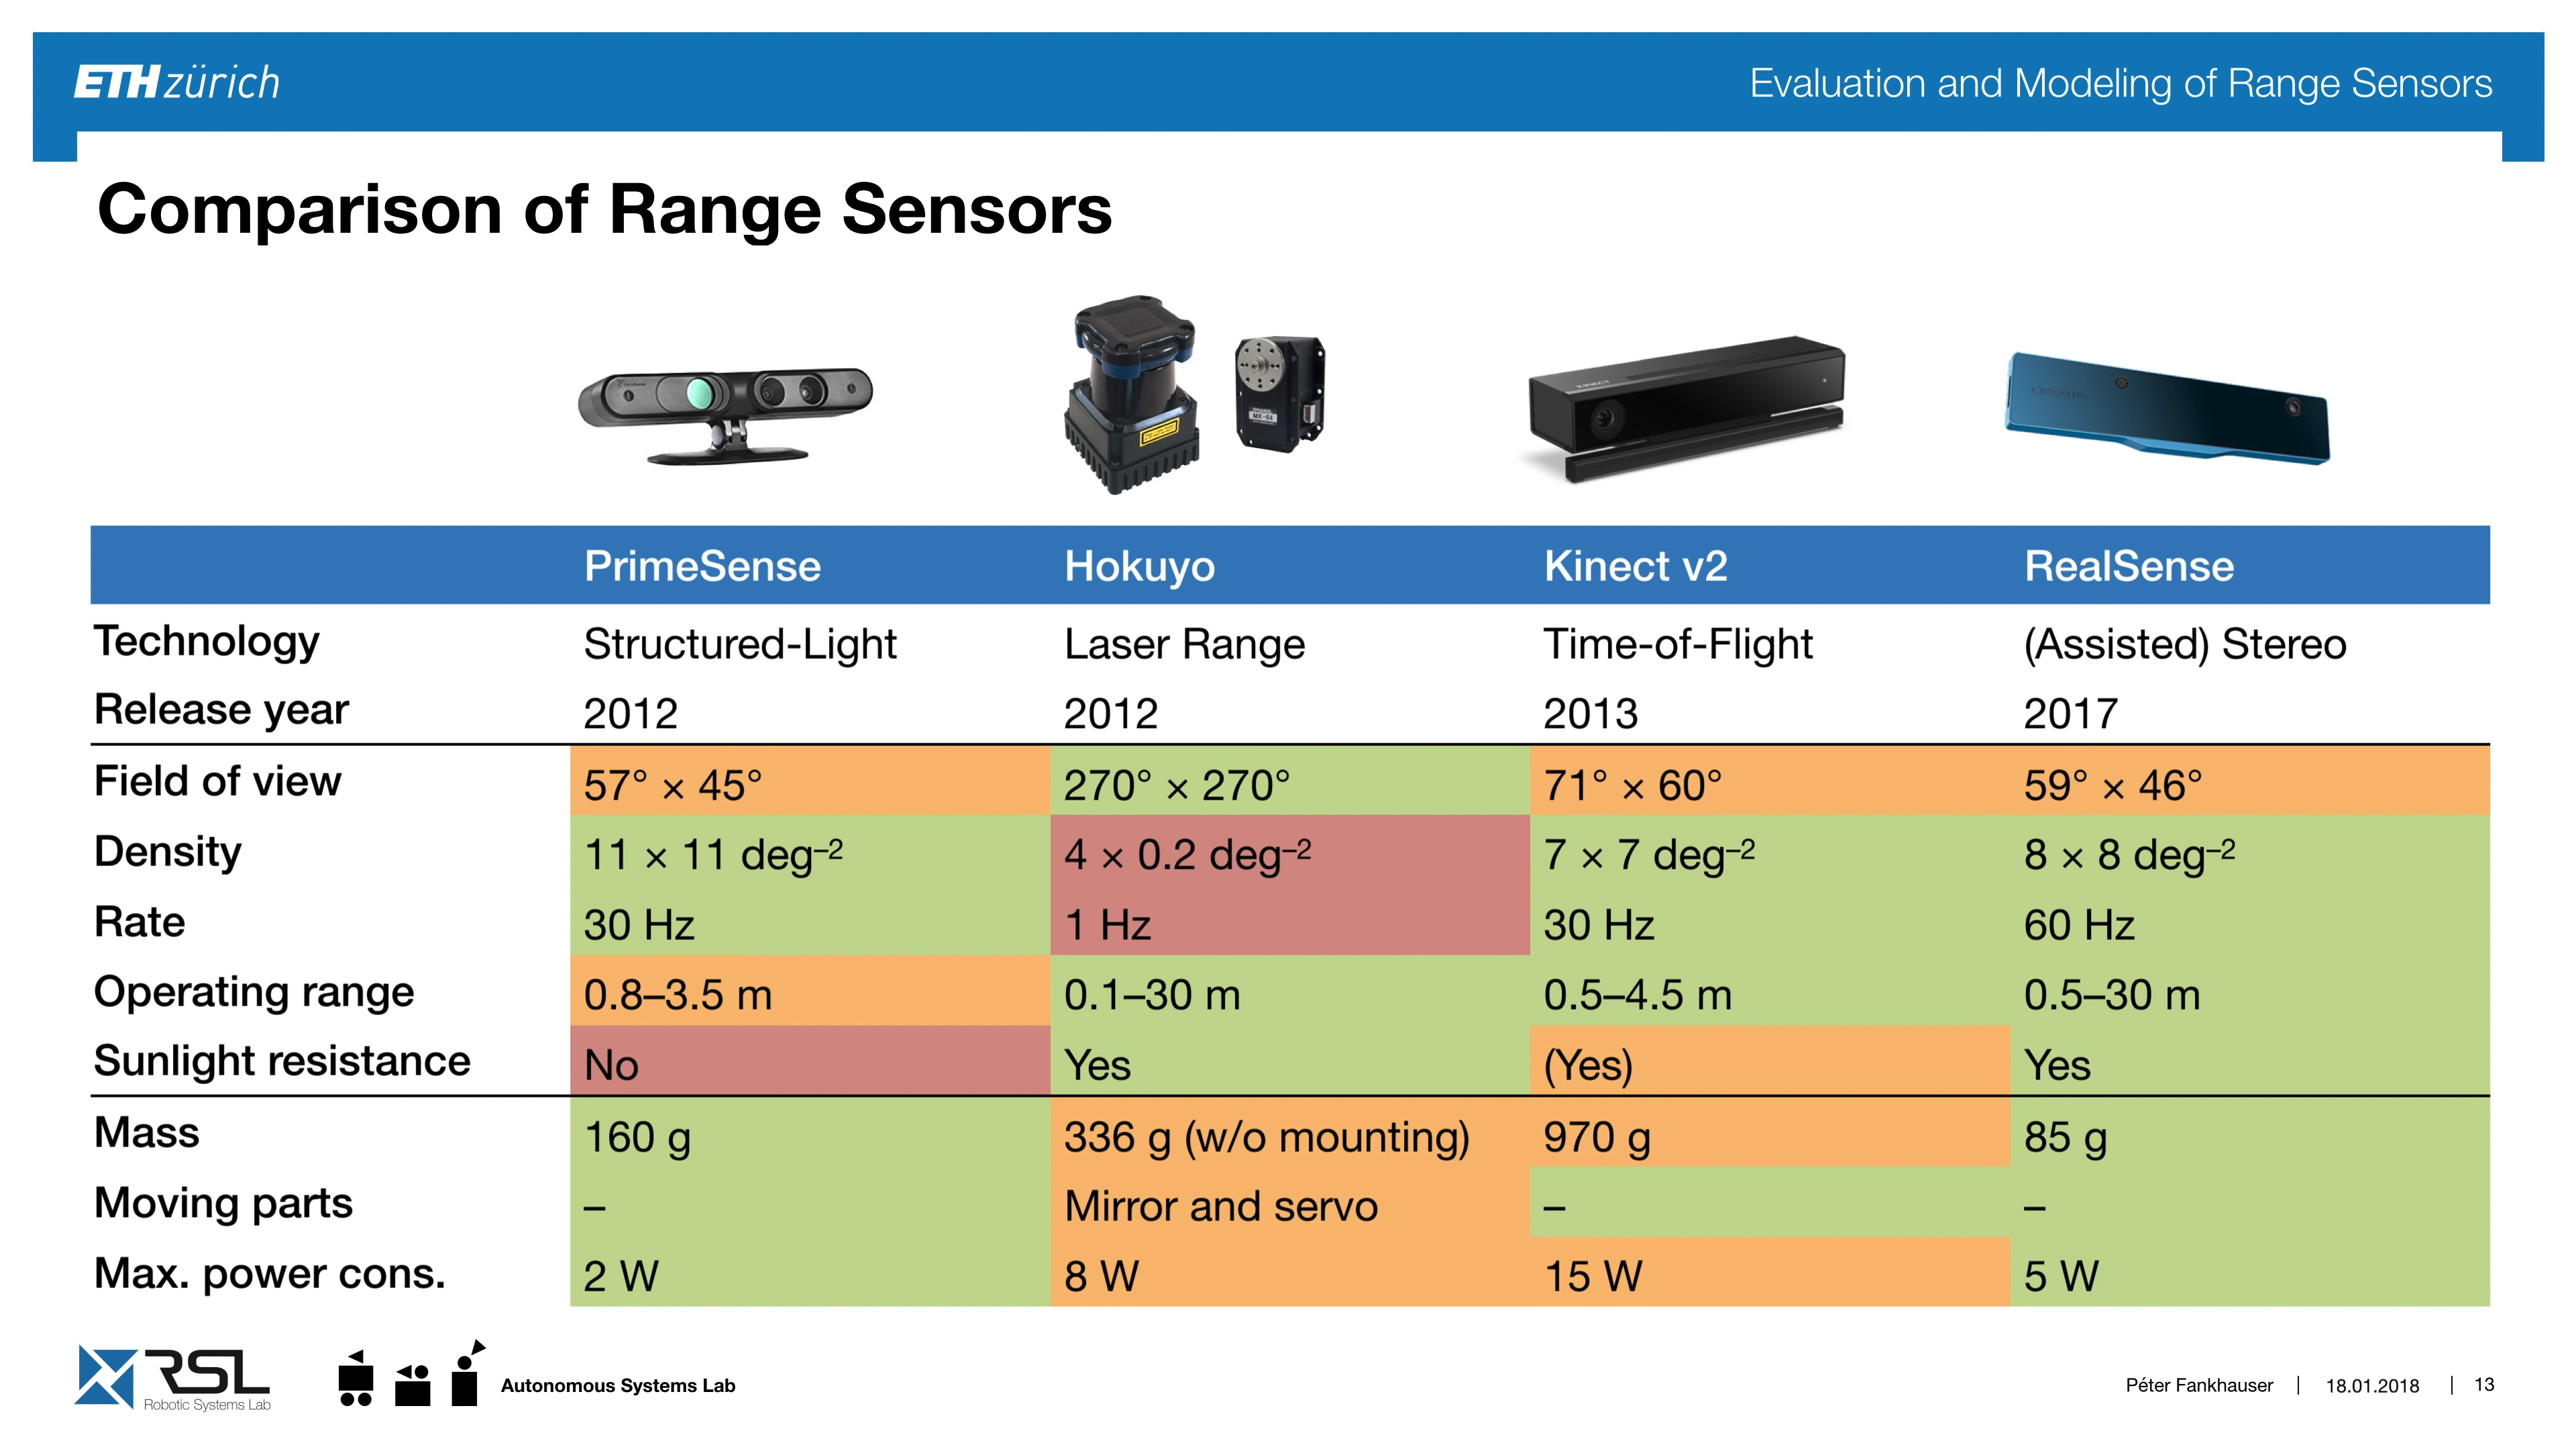 ETH zürich
Evaluation and Modeling of Range Sensors
Comparison of Range Sensors
MX-64
KINECT
CREATIVE
PrimeSense Hokuyo Kinect v2 RealSense
Technology Structured-Light Laser Range Time-of-Flight (Assisted) Stereo
Release year 2012 2012 2013 2017
Field of view 57° × 45° 270° × 270° 71° × 60° 59° × 46°
Density 11 × 11 deg⁻² 4 × 0.2 deg⁻² 7 × 7 deg⁻² 8 × 8 deg⁻²
Rate 30 Hz 1 Hz 30 Hz 60 Hz
Operating range 0.8–3.5 m 0.1–30 m 0.5–4.5 m 0.5–30 m
Sunlight resistance No Yes (Yes) Yes
Mass 160 g 336 g (w/o mounting) 970 g 85 g
Moving parts – Mirror and servo – –
Max. power cons. 2 W 8 W 15 W 5 W
RSL
Robotic Systems Lab
Autonomous Systems Lab
Péter Fankhauser | 18.01.2018 | 13